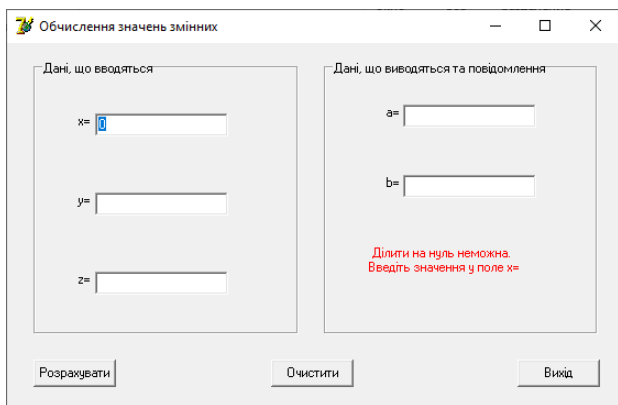 Обчислення значень змінних
Дані, що вводяться
x= 0
y=
z=
Дані, що виводяться та повідомлення
a=
b=
Ділити на нуль неможна.
Введіть значення у поле x=
Розрахувати
Очистити
Вихід